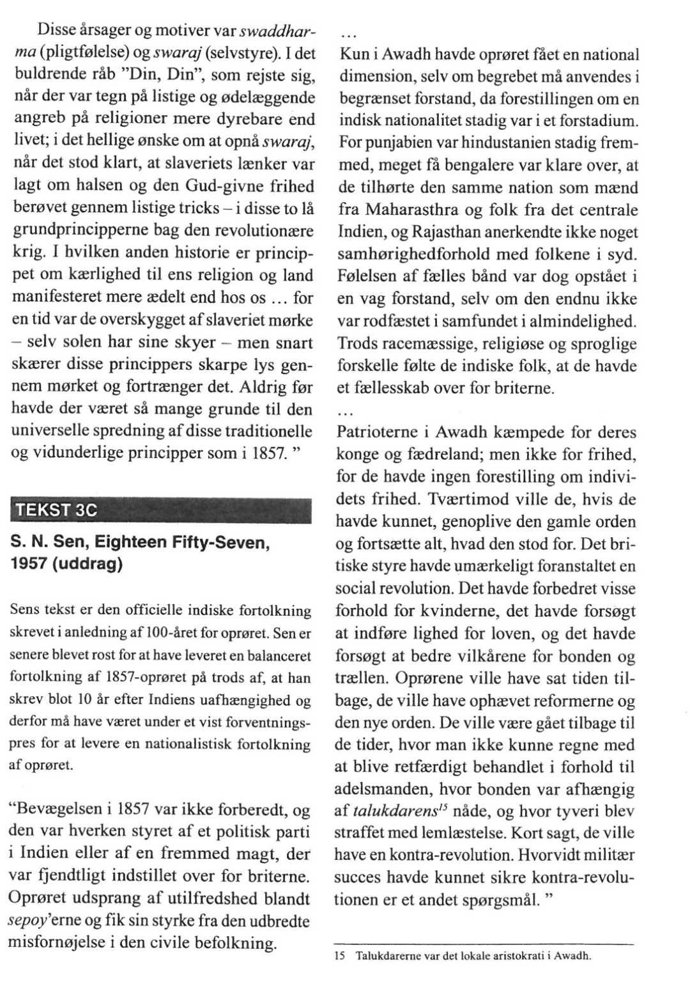 Disse årsager og motiver var swaddhar-
ma (pligtfølelse) og swaraj (selvstyre). I det
buldrende råb ”Din, Din”, som rejste sig,
når der var tegn på listige og ødelæggende
angreb på religioner mere dyrebare end
livet; i det hellige ønske om at opnå swaraj,
når det stod klart, at slaveriets lænker var
lagt om halsen og den Gud-givne frihed
berøvet gennem listige tricks – i disse to lå
grundprincipperne bag den revolutionære
krig. I hvilken anden historie er princip-
pet om kærlighed til ens religion og land
manifesteret mere ædelt end hos os ... for
en tid var de overskygget af slaveriet mørke
– selv solen har sine skyer – men snart
skærer disse princippers skarpe lys gen-
nem mørket og fortrænger det. Aldrig før
havde der været så mange grunde til den
universelle spredning af disse traditionelle
og vidunderlige principper som i 1857. ”
TEKST 3C
S. N. Sen, Eighteen Fifty-Seven,
1957 (uddrag)
Sens tekst er den officielle indiske fortolkning
skrevet i anledning af 100-året for oprøret. Sen er
senere blevet rost for at have leveret en balanceret
fortolkning af 1857-oprøret på trods af, at han
skrev blot 10 år efter Indiens uafhængighed og
derfor må have været under et vist forventnings-
pres for at levere en nationalistisk fortolkning
af oprøret.
“Bevægelsen i 1857 var ikke forberedt, og
den var hverken styret af et politisk parti
i Indien eller af en fremmed magt, der
var fjendtligt indstillet over for briterne.
Oprøret udsprang af utilfredshed blandt
sepoy’erne og fik sin styrke fra den udbredte
misfornøjelse i den civile befolkning.
...
Kun i Awadh havde oprøret fået en national
dimension, selv om begrebet må anvendes i
begrænset forstand, da forestillingen om en
indisk nationalitet stadig var i et forstadium.
For punjabien var hindustanien stadig frem-
med, meget få bengalere var klare over, at
de tilhørte den samme nation som mænd
fra Maharasthra og folk fra det centrale
Indien, og Rajasthan anerkendte ikke noget
samhørighedforhold med folkene i syd.
Følelsen af fælles bånd var dog opstået i
en vag forstand, selv om den endnu ikke
var rodfæstet i samfundet i almindelighed.
Trods racemæssige, religiøse og sproglige
forskelle følte de indiske folk, at de havde
et fællesskab over for briterne.
...
Patrioterne i Awadh kæmpede for deres
konge og fædreland; men ikke for frihed,
for de havde ingen forestilling om indivi-
dets frihed. Tværtimod ville de, hvis de
havde kunnet, genoplive den gamle orden
og fortsætte alt, hvad den stod for. Det bri-
tiske styre havde umærkeligt foranstaltet en
social revolution. Det havde forbedret visse
forhold for kvinderne, det havde forsøgt
at indføre lighed for loven, og det havde
forsøgt at bedre vilkårene for bonden og
trællen. Oprørene ville have sat tiden til-
bage, de ville have ophævet reformerne og
den nye orden. De ville være gået tilbage til
de tider, hvor man ikke kunne regne med
at blive retfærdigt behandlet i forhold til
adelsmanden, hvor bonden var afhængig
af talukdarens15 nåde, og hvor tyveri blev
straffet med lemlæstelse. Kort sagt, de ville
have en kontra-revolution. Hvorvidt militær
succes havde kunnet sikre kontra-revolu-
tionen er et andet spørgsmål. ”
15 Talukdarerne var det lokale aristokrati i Awadh.